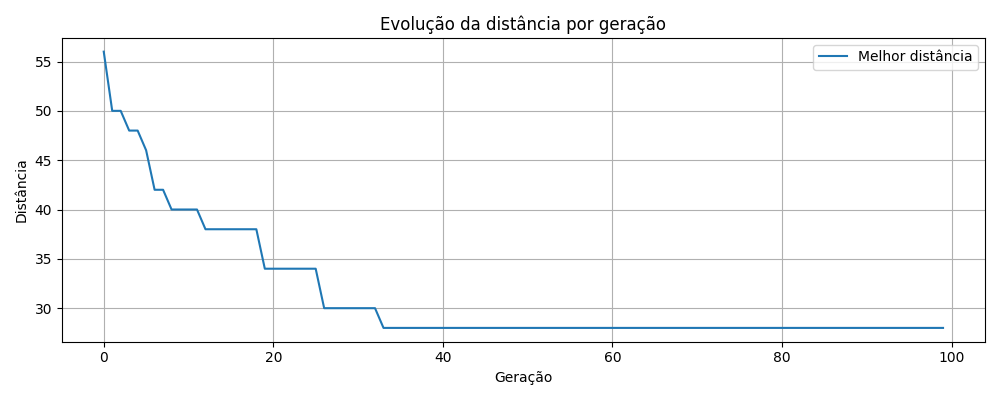 Evolução da distância por geração
Melhor distância
Distância
55
50
45
40
35
30
0 20 40 60 80 100
Geração